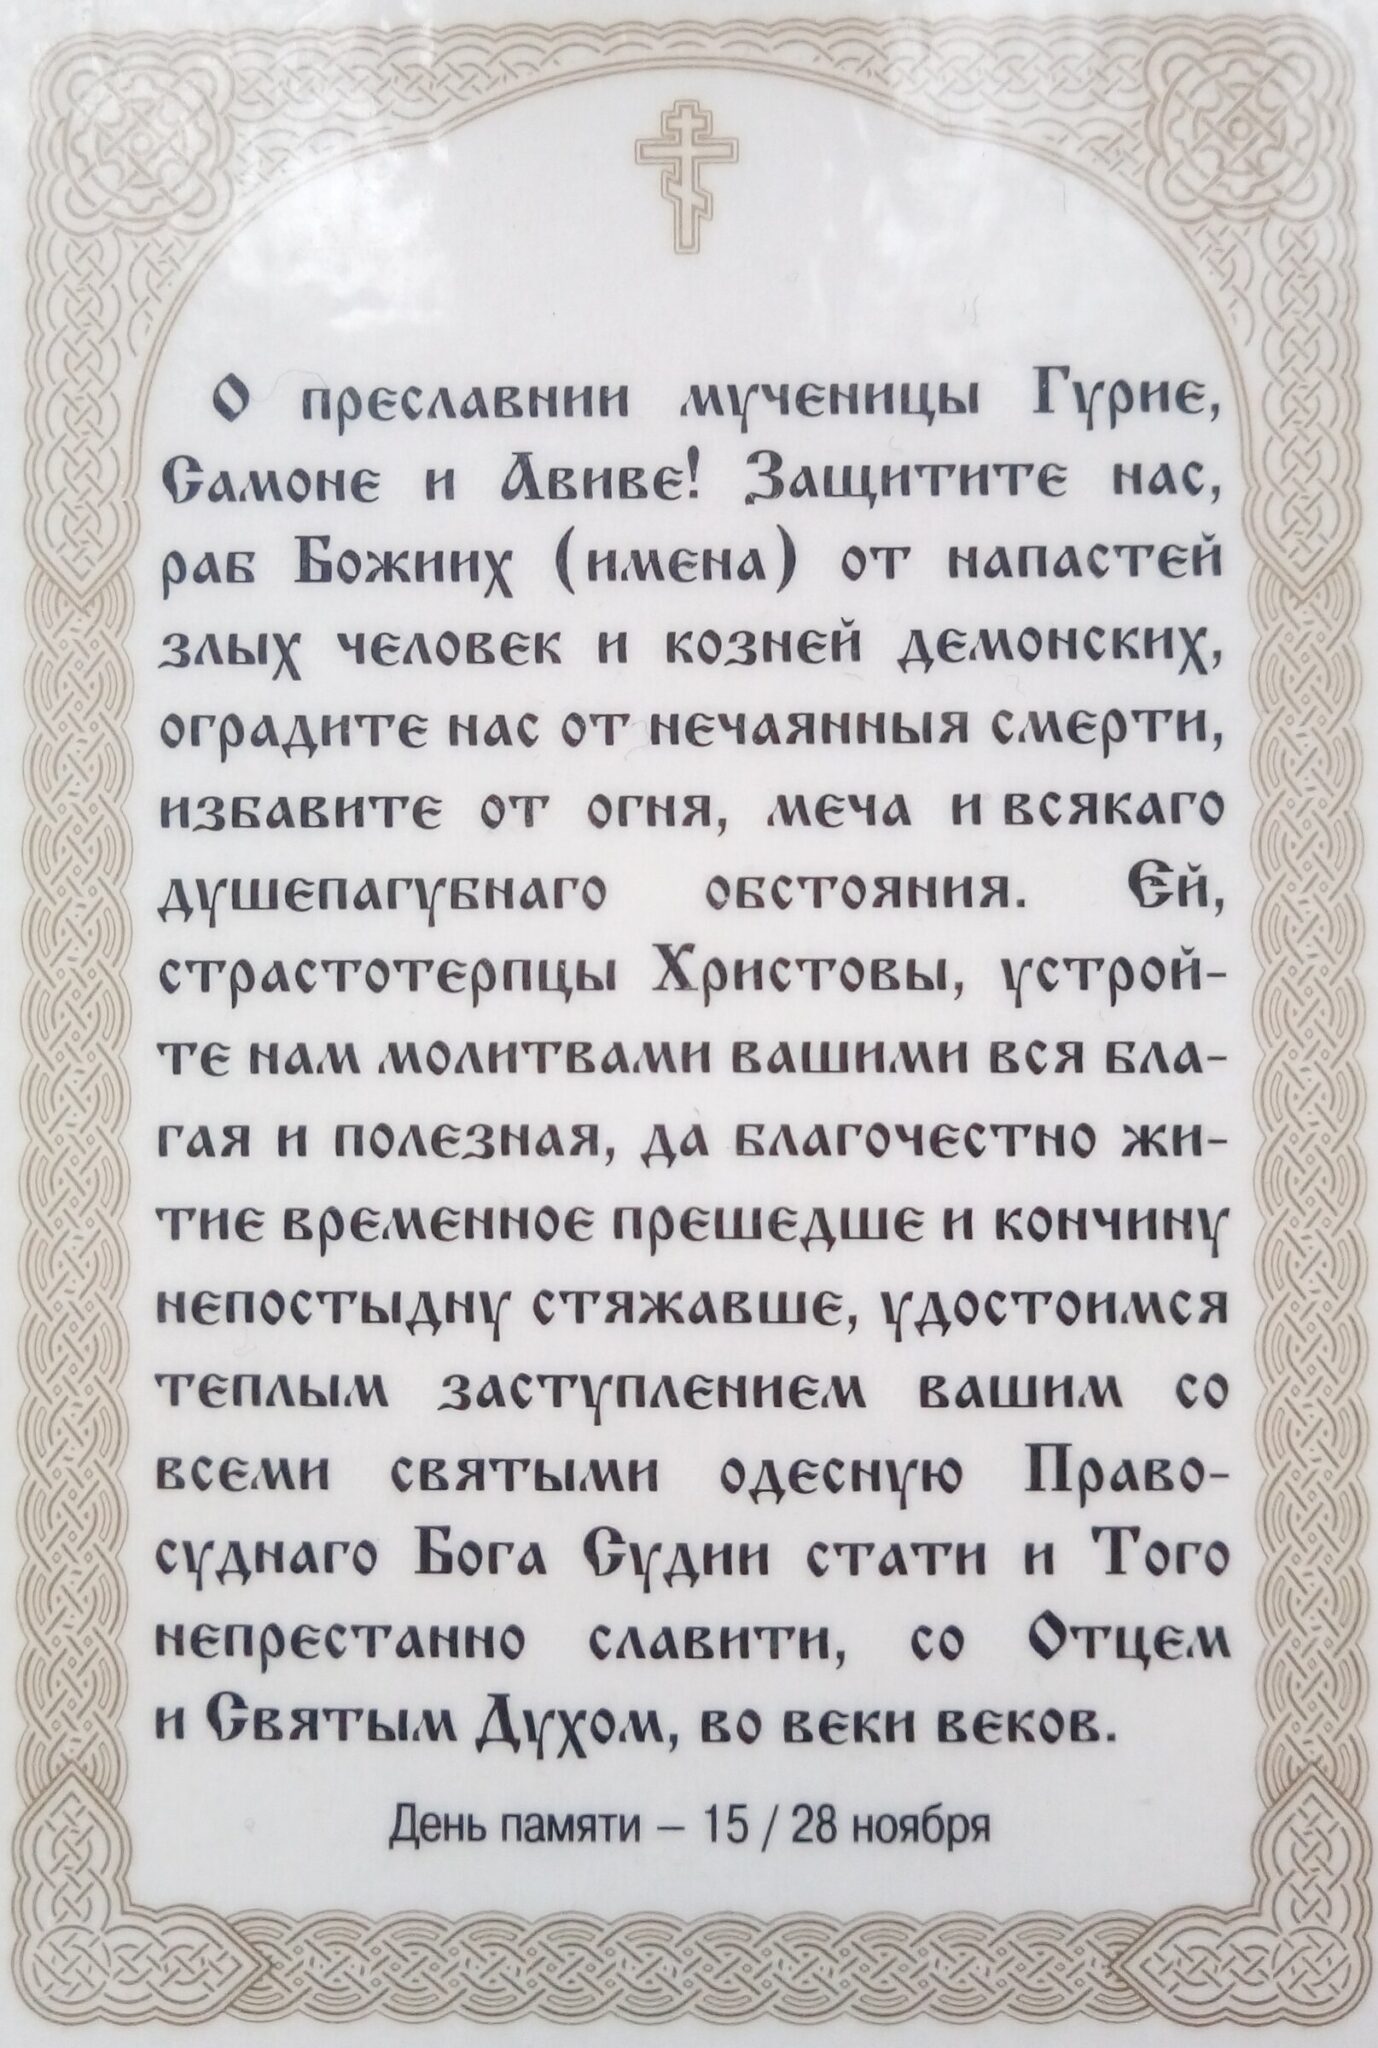 О преславнии мученицы Гурие,
Самоне и Авиве! Защитите нас,
раб Божиих (имена) от напастей
злых человек и козней демонских,
оградите нас от нечаянныя смерти,
избавите от огня, меча и всякаго
душепагубнаго обстояния. Ей,
страстотерпцы Христовы, устрой-
те нам молитвами вашими вся бла-
гая и полезная, да благочестно жи-
тие временное прешедше и кончину
непостыдну стяжавше, удостоимся
теплым заступлением вашим со
всеми святыми одесную Право-
суднаго Бога Судии стати и Того
непрестанно славити, со Отцем
и Святым Духом, во веки веков.
День памяти – 15 / 28 ноября